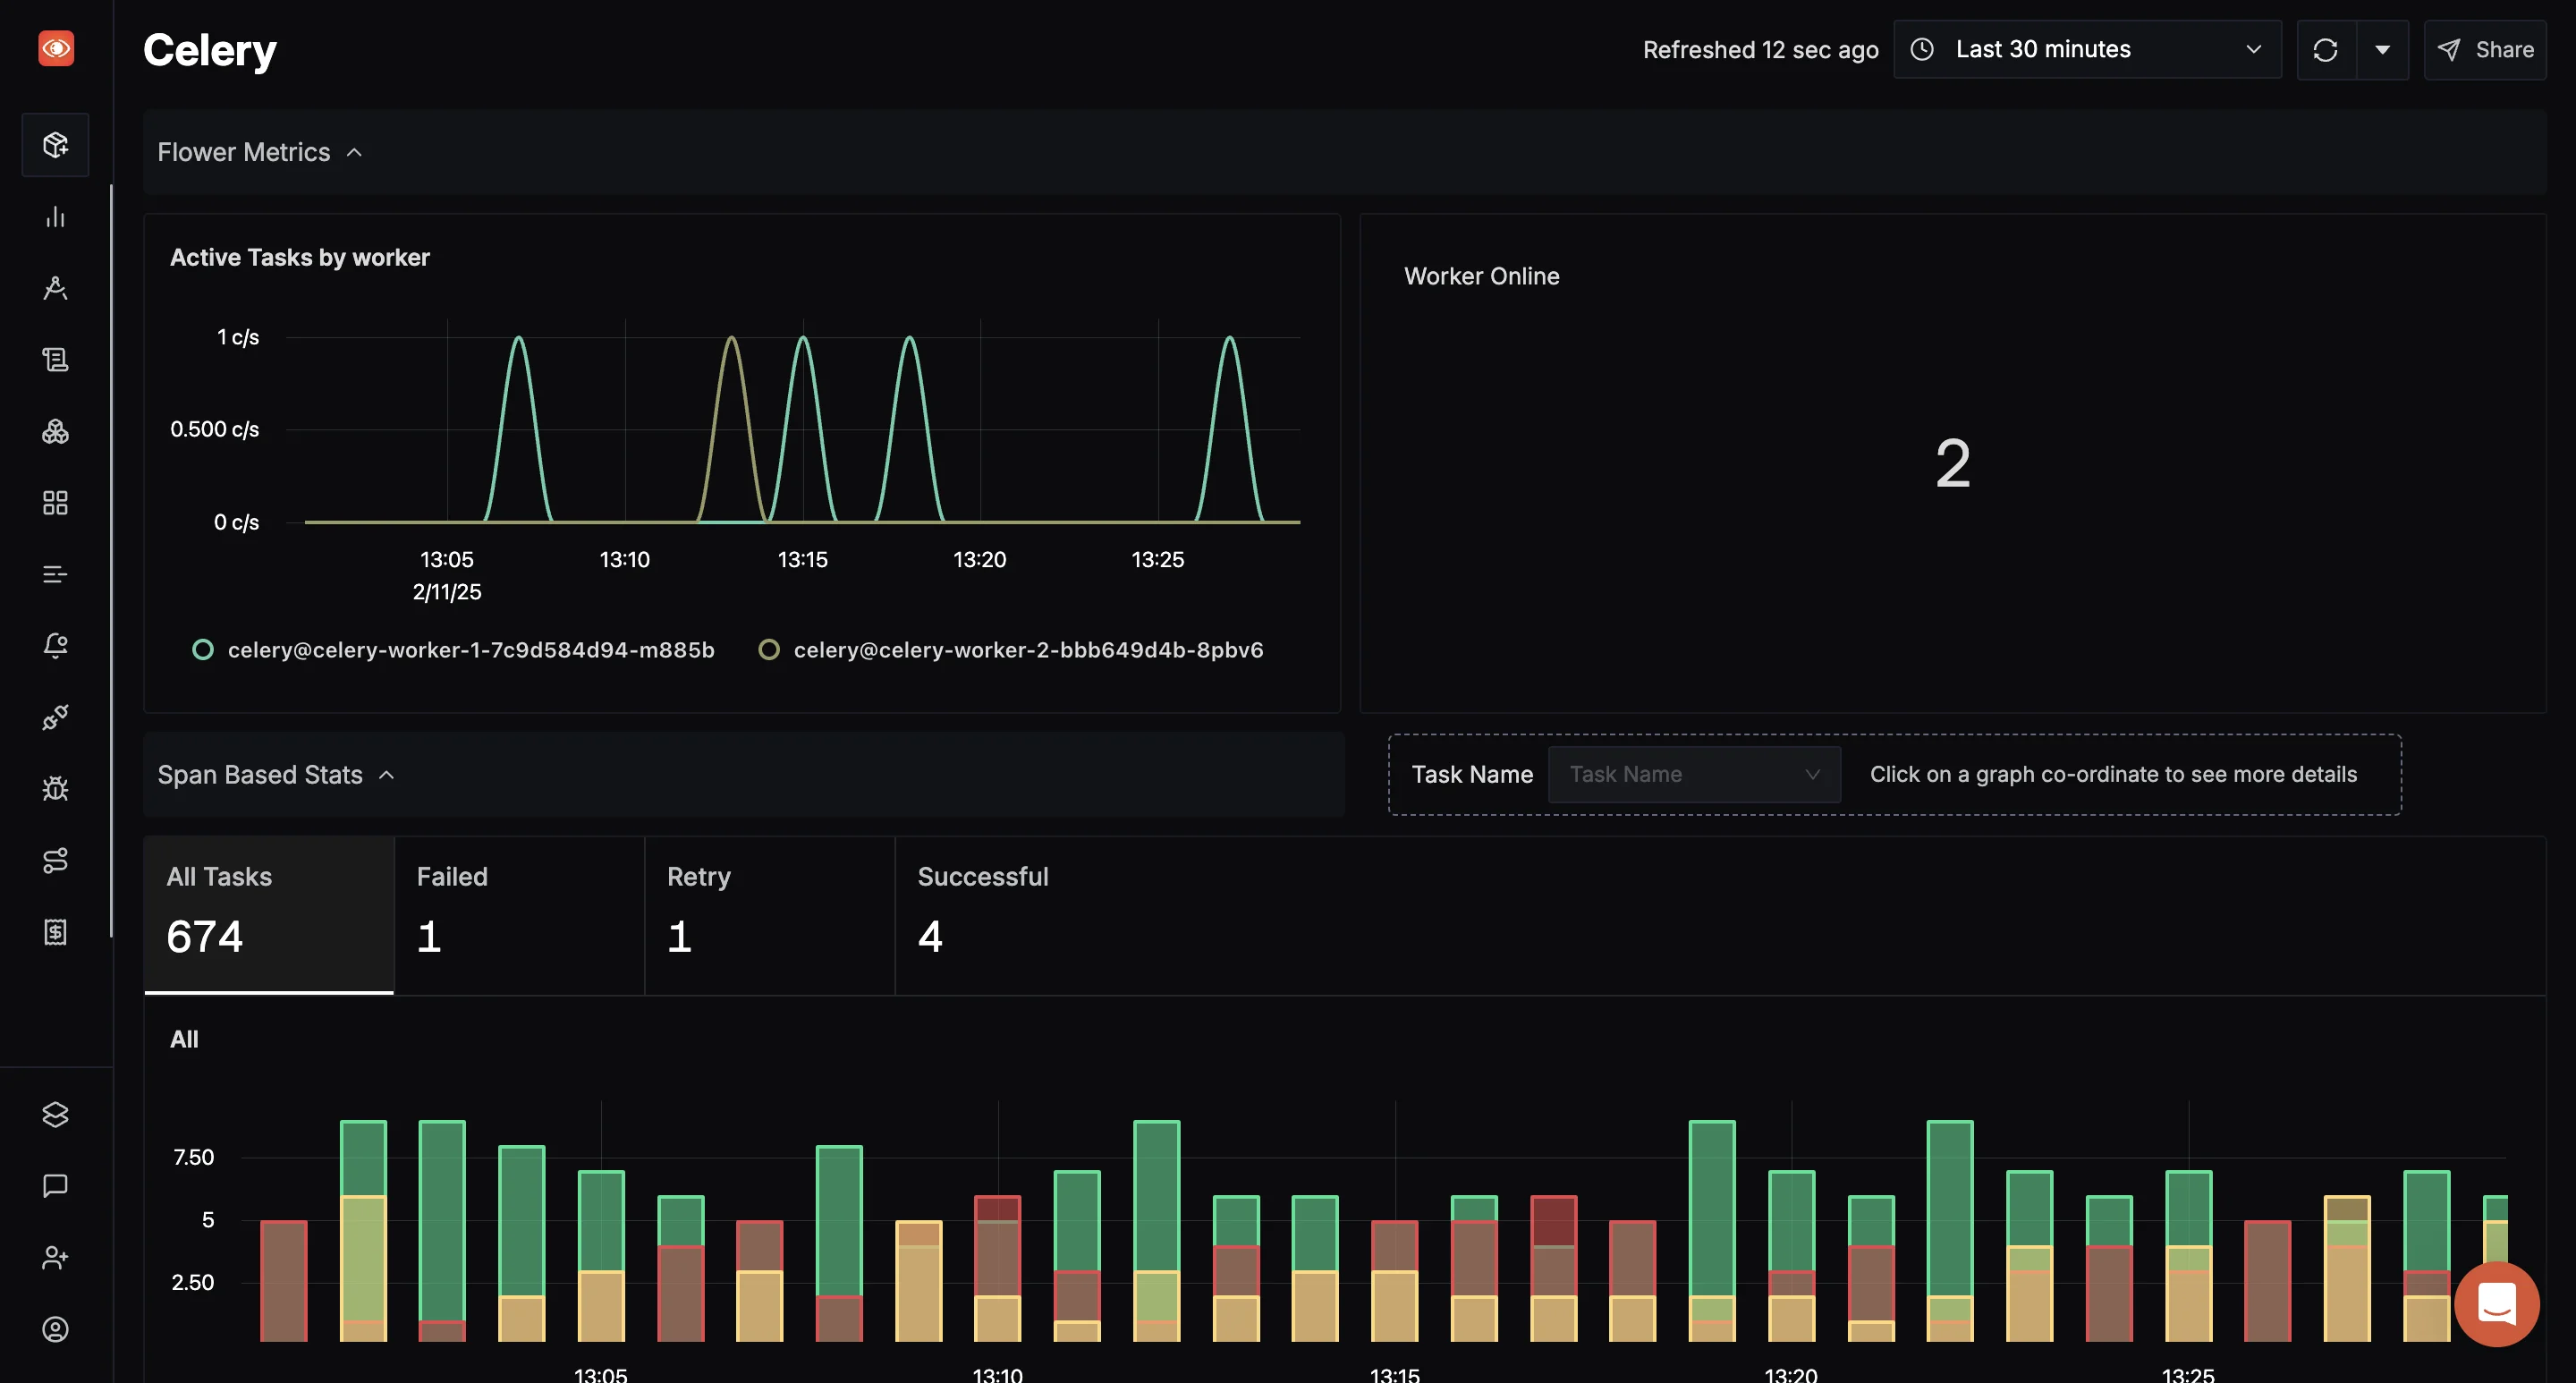 Celery
Refreshed 12 sec ago
Last 30 minutes
Share
Flower Metrics
Active Tasks by worker
1 c/s
0.500 c/s
0 c/s
13:05
13:10
13:15
13:20
13:25
2/11/25
celery@celery-worker-1-7c9d584d94-m885b
celery@celery-worker-2-bbb649d4b-8pbv6
Worker Online
2
Span Based Stats
Task Name
Task Name
Click on a graph co-ordinate to see more details
All Tasks
674
Failed
1
Retry
1
Successful
4
All
7.50
5
2.50
13:05
13:10
13:15
13:20
13:25